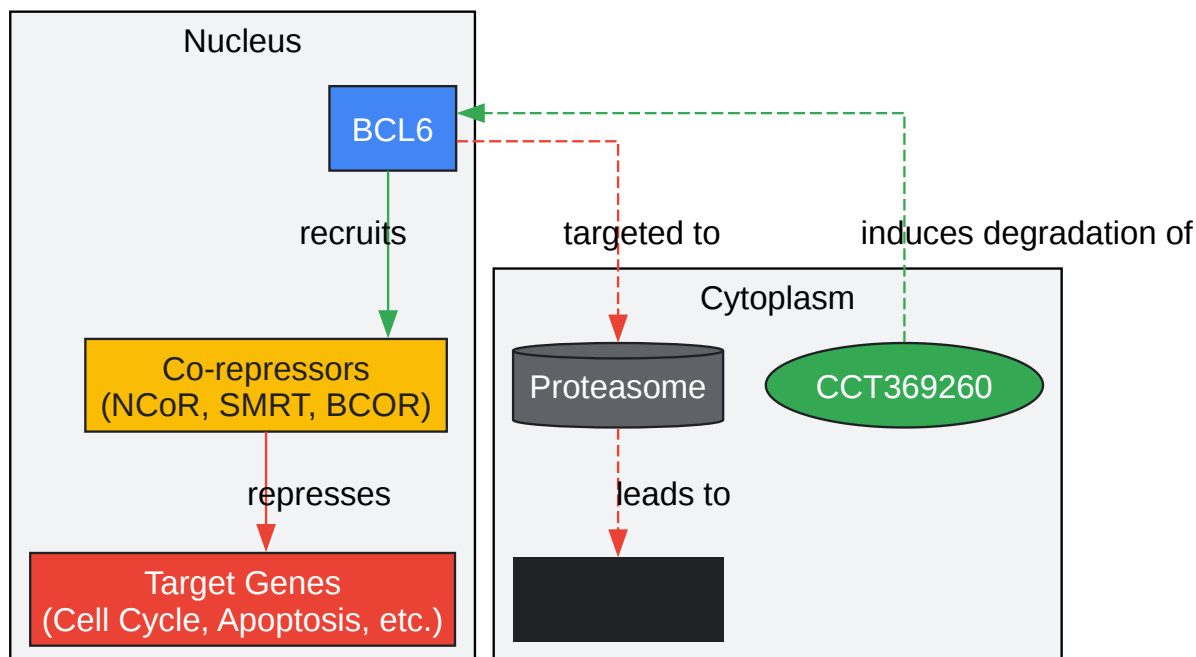 Nucleus
BCL6
recruits
targeted to
induces degradation of
Cytoplasm
Co-repressors
(NCoR, SMRT, BCOR)
Proteasome
CCT369260
represses
leads to
Target Genes
(Cell Cycle, Apoptosis, etc.)